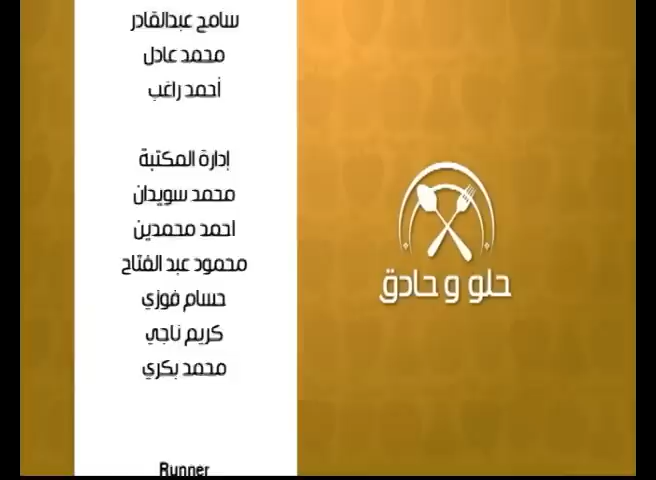 سامح عبدالقادر
محمد عادل
أحمد راغب
إدارة المكتبة
محمد سويدان
احمد محمدين
محمود عبد الفتاح
حسام فوزي
كريم ناجي
محمد بكري
Runner
حلو و حادق